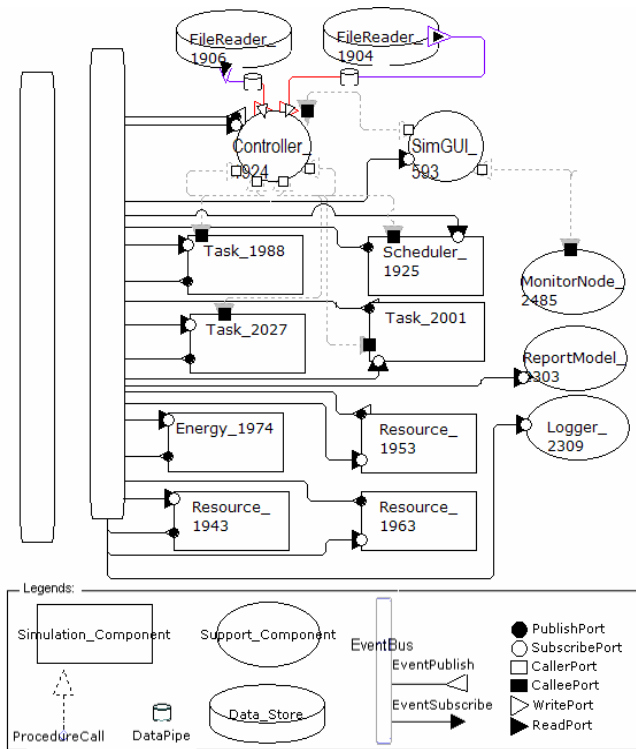 FileReader_
1906
FileReader_
1904
Controller_
1924
SimGUI_
593
Task_1988
Scheduler_
1925
MonitorNode_
2485
Task_2027
Task_2001
ReportModel_
2303
Energy_1974
Resource_
1953
Logger_
2309
Resource_
1943
Resource_
1963
Legends:
Simulation_Component
Support_Component
EventBus
EventPublish
EventSubscribe
ProcedureCall
DataPipe
Data_Store
PublishPort
SubscribePort
CallerPort
CalleePort
WritePort
ReadPort